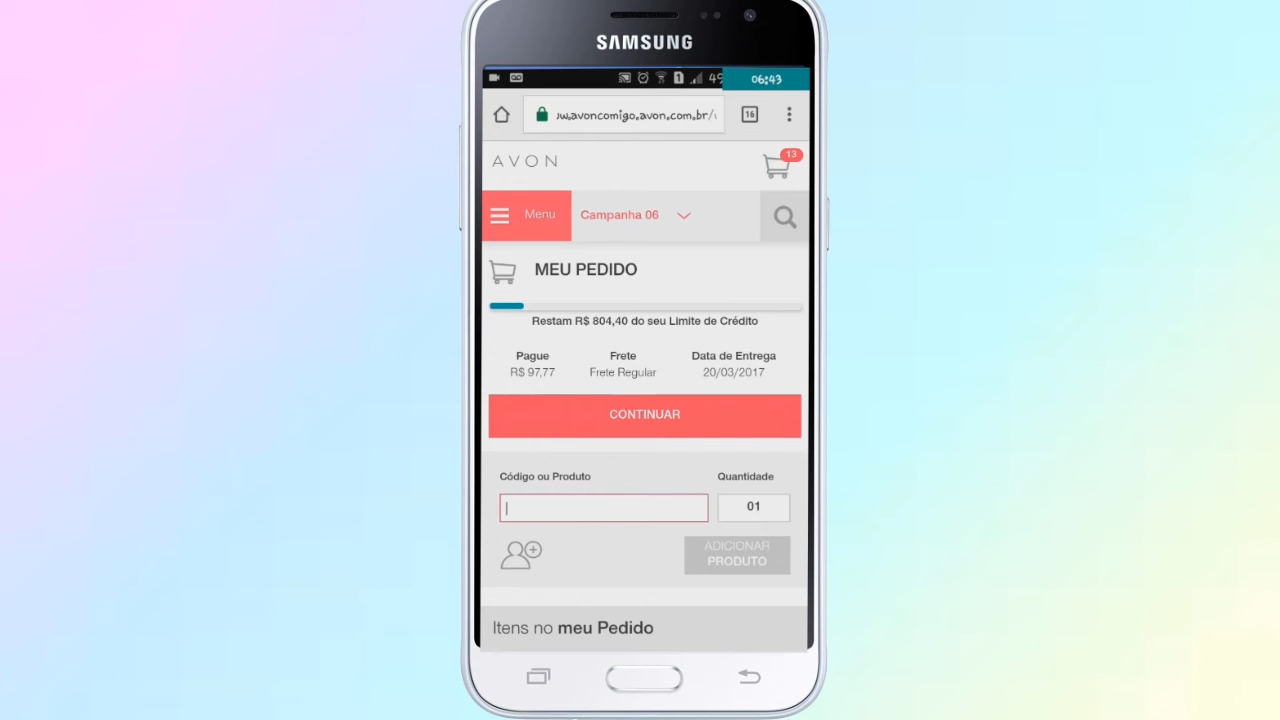 SAMSUNG
06:43
avoncomigo.avon.com.br/
16
AVON
13
Menu
Campanha 06
MEU PEDIDO
Restam R$ 804,40 do seu Limite de Crédito
Pague Frete Data de Entrega
R$ 97,77 Frete Regular 20/03/2017
CONTINUAR
Código ou Produto Quantidade
01
ADICIONAR
PRODUTO
Itens no meu Pedido